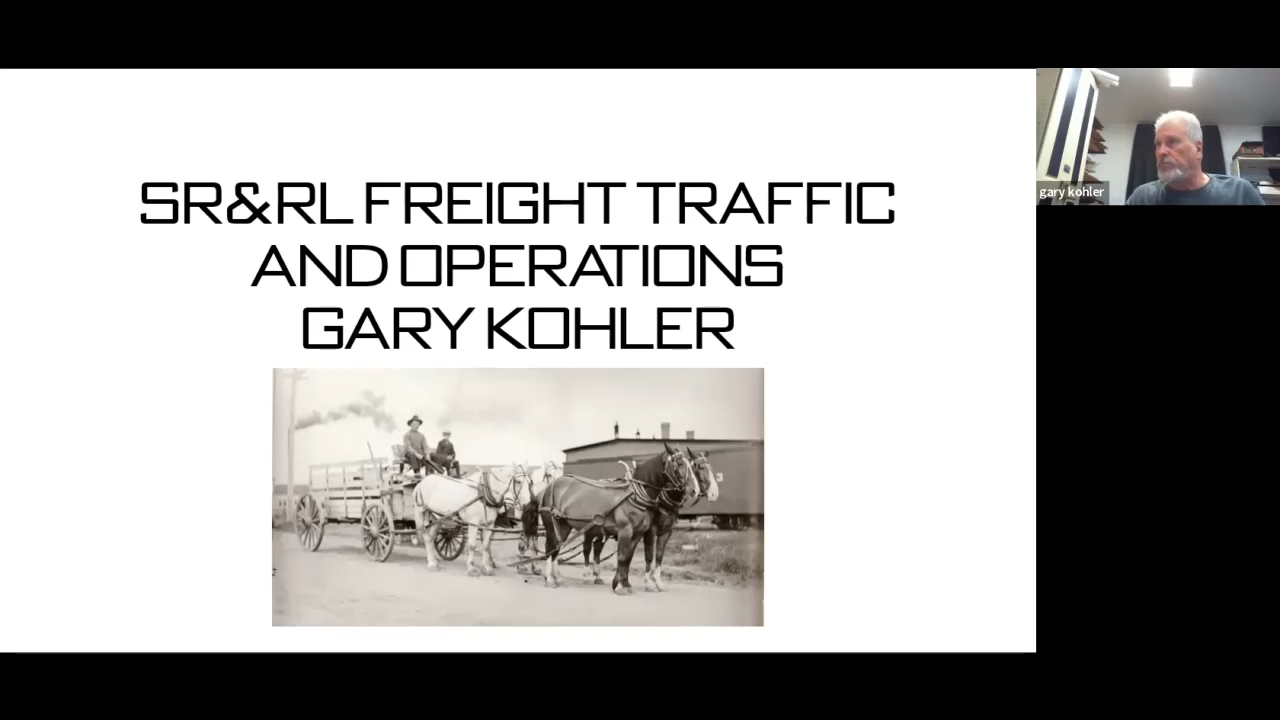 SR&RL FREIGHT TRAFFIC
AND OPERATIONS
GARY KOHLER
gary kohler